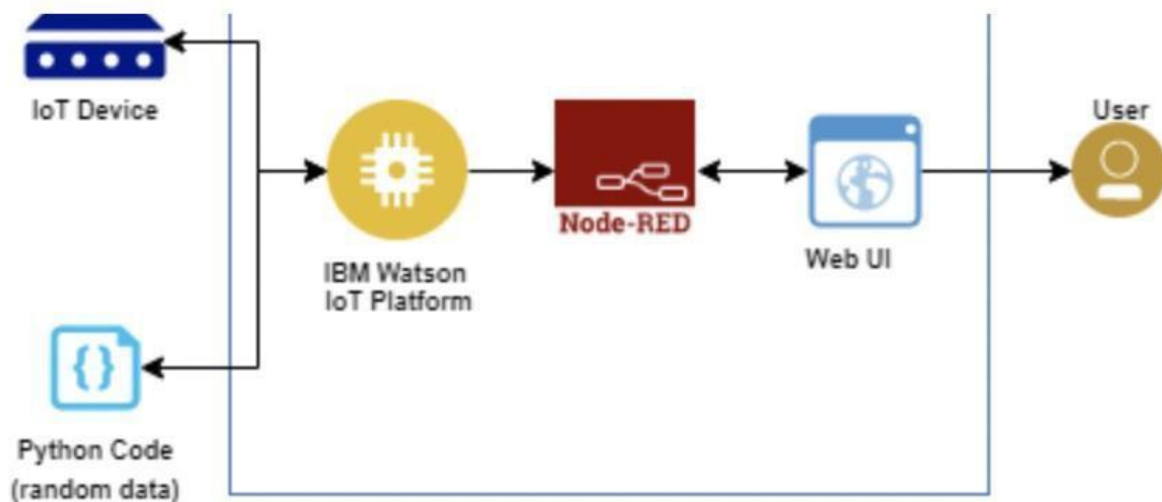 IoT Device
User
Node-RED
Web UI
IBM Watson
IoT Platform
{}
Python Code
(random data)